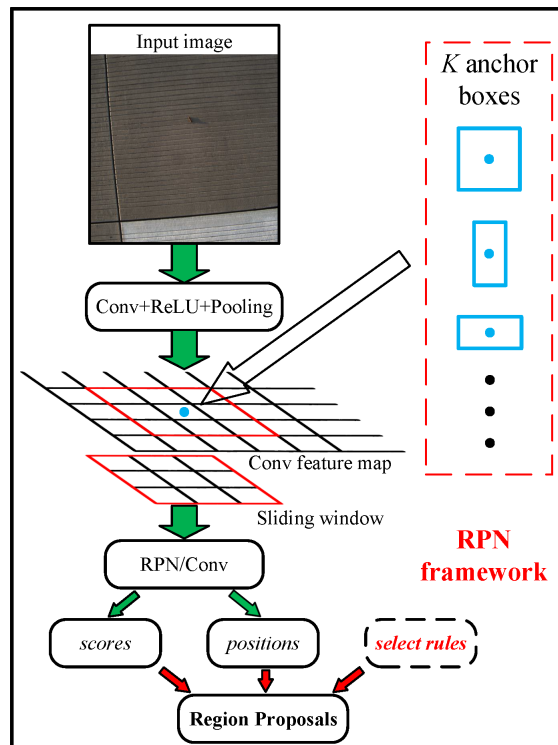 Input image
K anchor
boxes
Conv+ReLU+Pooling
Conv feature map
Sliding window
RPN/Conv
RPN
framework
scores
positions
select rules
Region Proposals